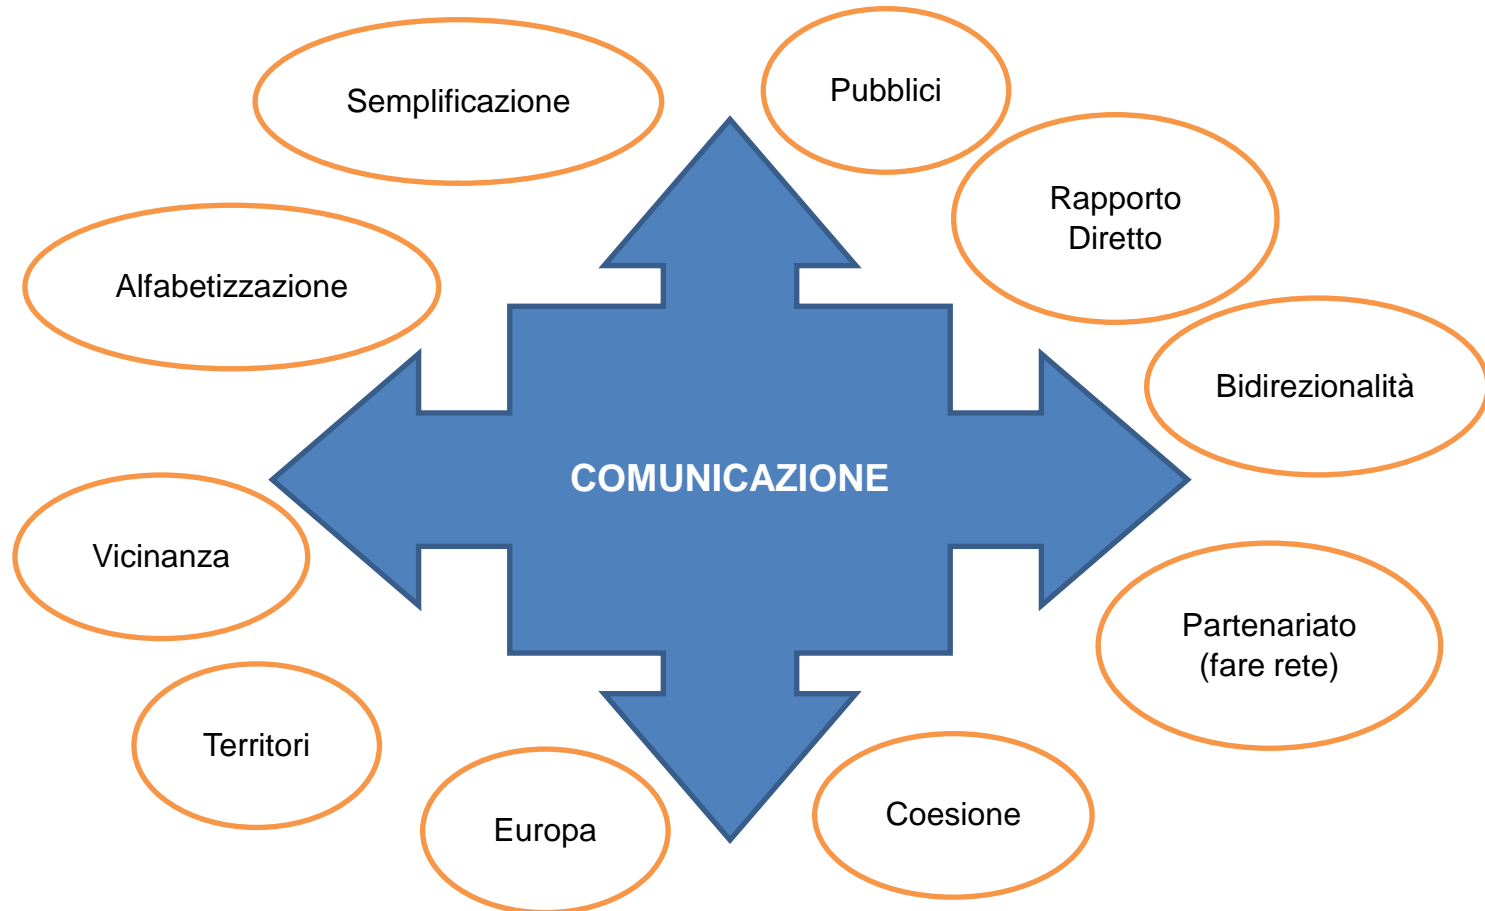 Semplificazione
Pubblici
Rapporto
Diretto
Alfabetizzazione
Bidirezionalità
COMUNICAZIONE
Vicinanza
Partenariato
(fare rete)
Territori
Europa
Coesione